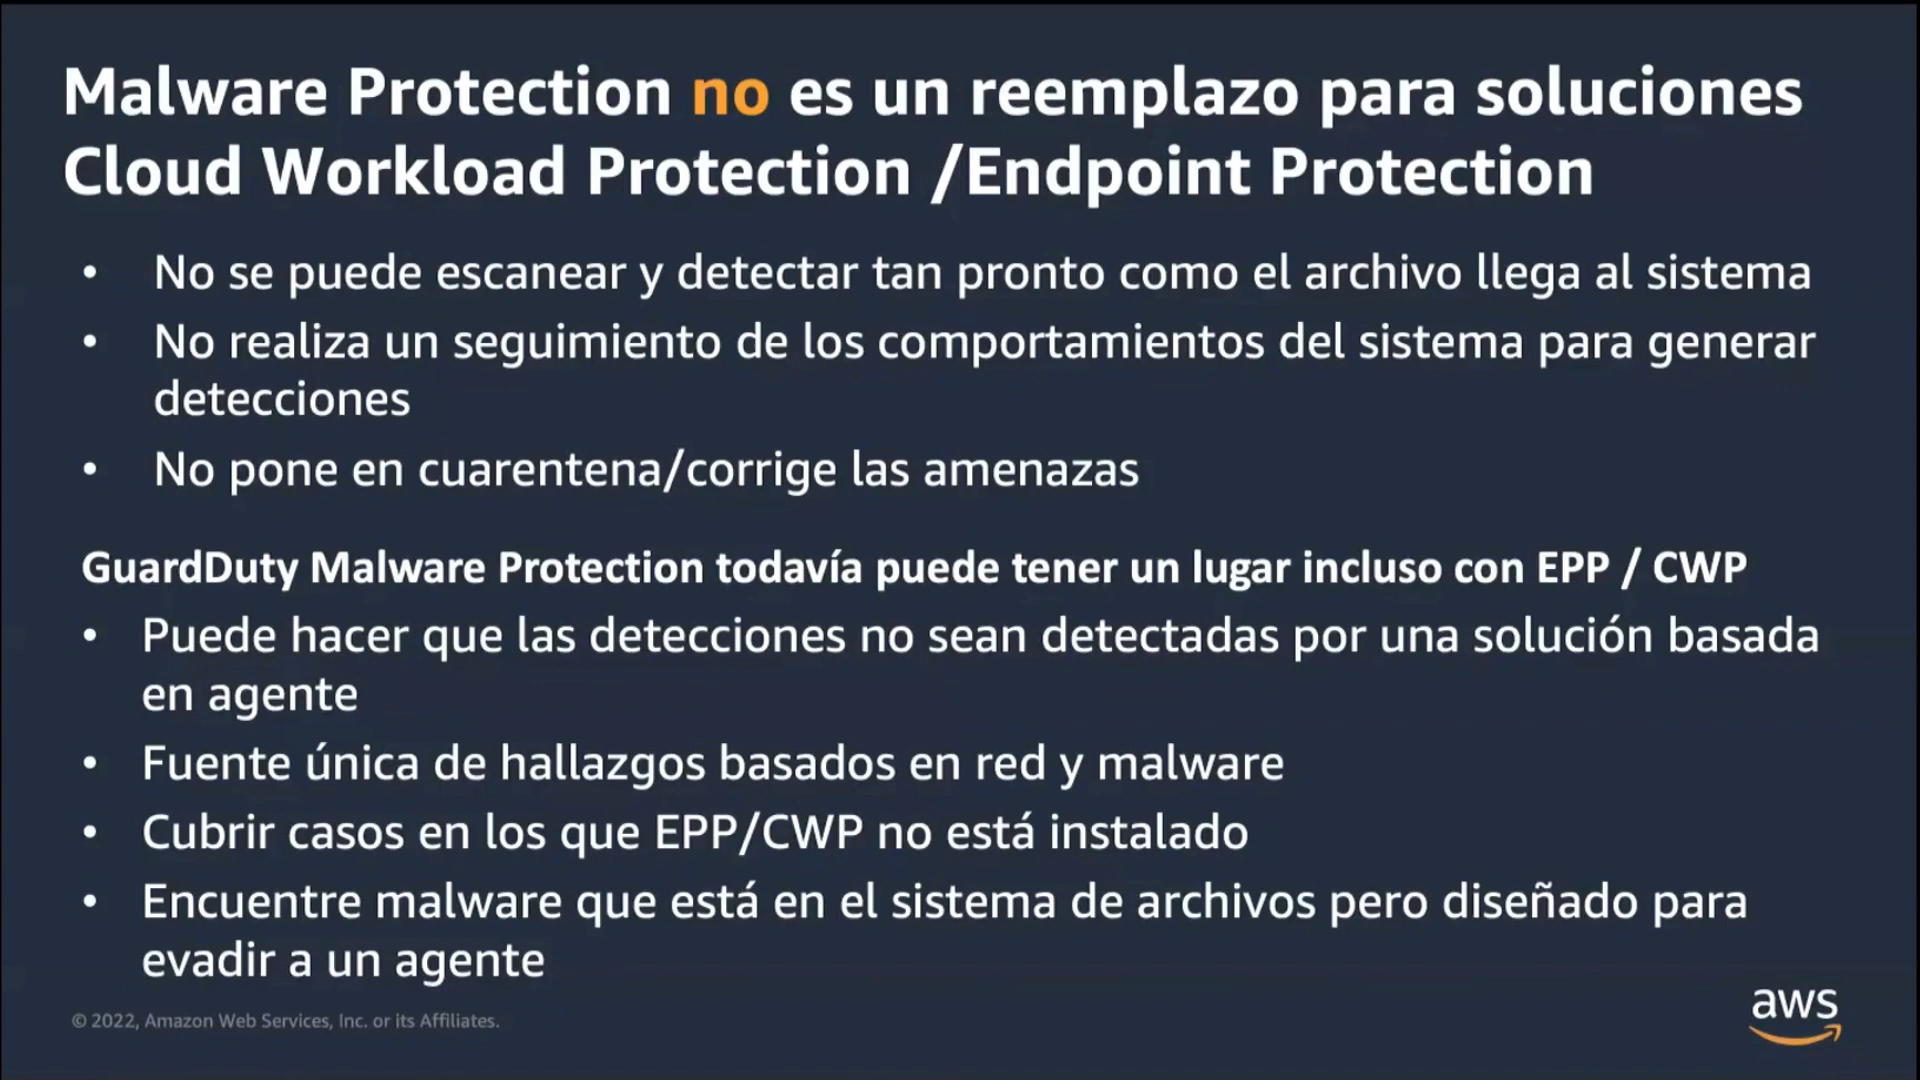 Malware Protection no es un reemplazo para soluciones
Cloud Workload Protection /Endpoint Protection
• No se puede escanear y detectar tan pronto como el archivo llega al sistema
• No realiza un seguimiento de los comportamientos del sistema para generar
detecciones
• No pone en cuarentena/corrige las amenazas
GuardDuty Malware Protection todavía puede tener un lugar incluso con EPP / CWP
• Puede hacer que las detecciones no sean detectadas por una solución basada
en agente
• Fuente única de hallazgos basados en red y malware
• Cubrir casos en los que EPP/CWP no está instalado
• Encuentre malware que está en el sistema de archivos pero diseñado para
evadir a un agente
© 2022, Amazon Web Services, Inc. or its Affiliates.
aws